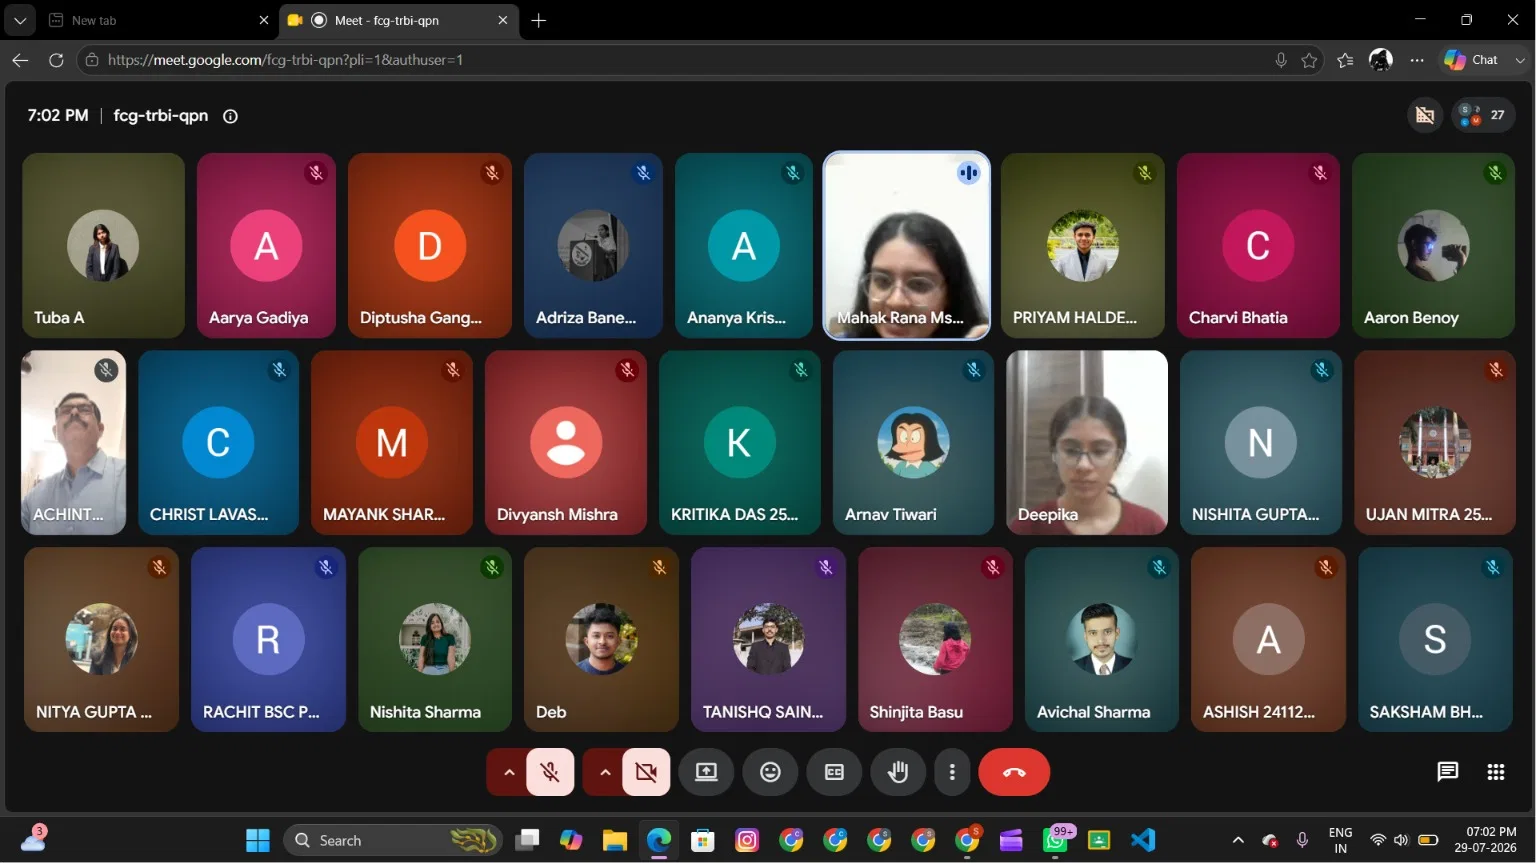 New tab
Meet - fcg-trbi-qpn
https://meet.google.com/fcg-trbi-qpn?pli=1&authuser=1
Chat
7:02 PM | fcg-trbi-qpn
27
Tuba A
A
Aarya Gadiya
D
Diptusha Gang...
Adriza Bane...
A
Ananya Kris...
Mahak Rana Ms...
PRIYAM HALDE...
C
Charvi Bhatia
Aaron Benoy
ACHINT...
C
CHRIST LAVAS...
M
MAYANK SHAR...
Divyansh Mishra
K
KRITIKA DAS 25...
Arnav Tiwari
Deepika
N
NISHITA GUPTA...
UJAN MITRA 25...
NITYA GUPTA ...
R
RACHIT BSC P...
Nishita Sharma
Deb
TANISHQ SAIN...
Shinjita Basu
Avichal Sharma
A
ASHISH 24112...
S
SAKSHAM BH...
CC
3
Search
99+
ENG
IN
07:02 PM
29-07-2026